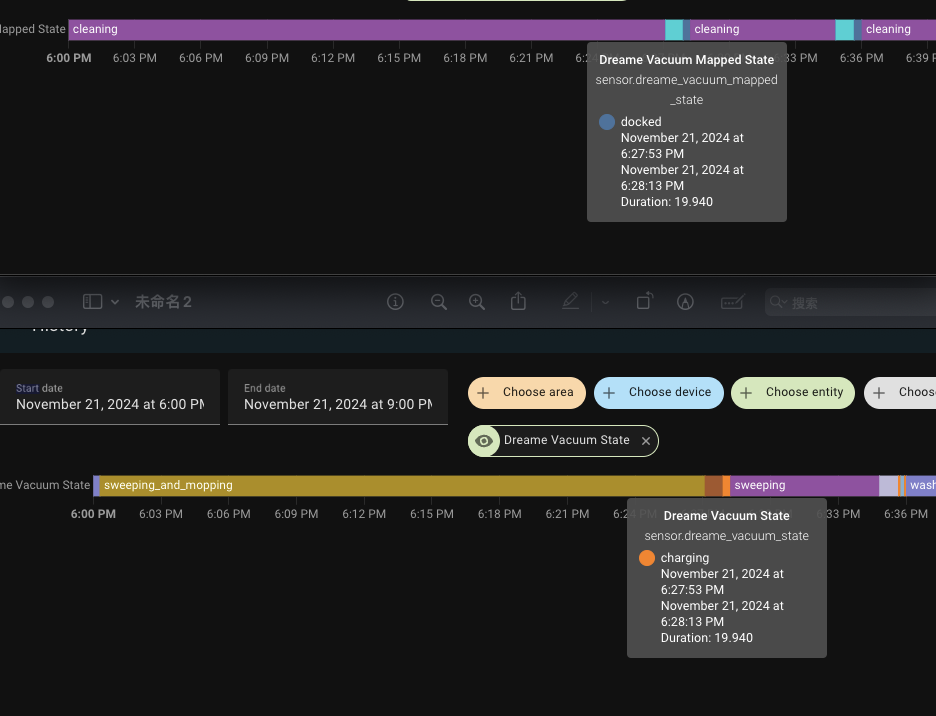 apped State
cleaning
cleaning
cleaning
6:00 PM 6:03 PM 6:06 PM 6:09 PM 6:12 PM 6:15 PM 6:18 PM 6:21 PM 6:24 33 PM 6:36 PM 6:39 P
Dreame Vacuum Mapped State
sensor.dreame_vacuum_mapped
_state
docked
November 21, 2024 at
6:27:53 PM
November 21, 2024 at
6:28:13 PM
Duration: 19.940
未命名 2
搜索
History
Start date
November 21, 2024 at 6:00 PM
End date
November 21, 2024 at 9:00 PM
Choose area
Choose device
Choose entity
Choos
Dreame Vacuum State
me Vacuum State
sweeping_and_mopping
sweeping
wash
6:00 PM 6:03 PM 6:06 PM 6:09 PM 6:12 PM 6:15 PM 6:18 PM 6:21 PM 6:24 P :33 PM 6:36 PM
Dreame Vacuum State
sensor.dreame_vacuum_state
charging
November 21, 2024 at
6:27:53 PM
November 21, 2024 at
6:28:13 PM
Duration: 19.940